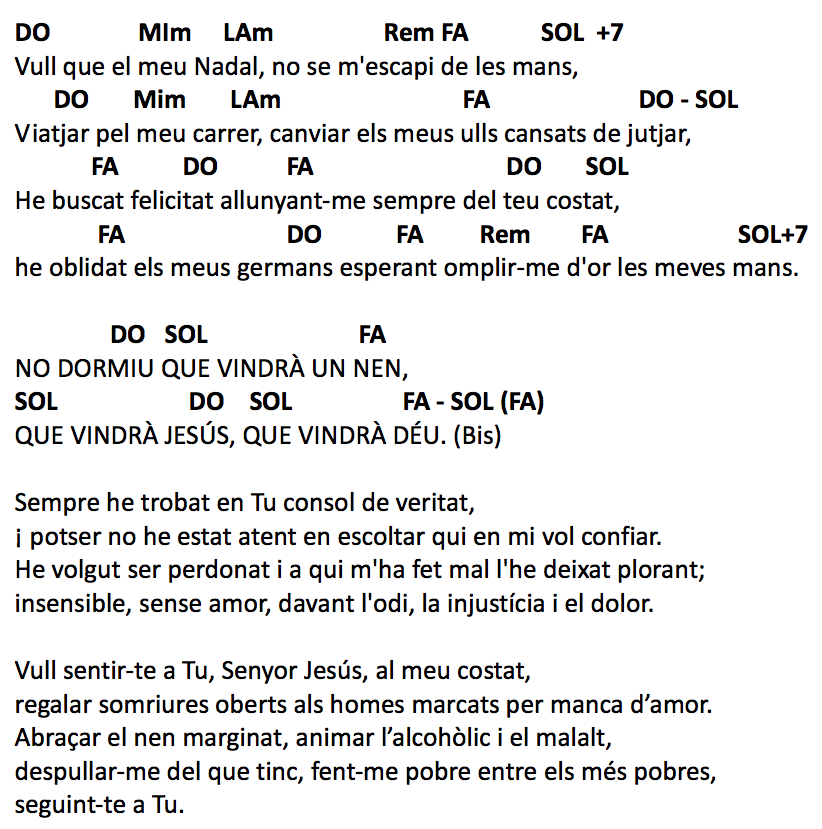 DO MIm LAm Rem FA SOL +7
Vull que el meu Nadal, no se m'escapi de les mans,
DO Mim LAm FA DO - SOL
Viatjar pel meu carrer, canviar els meus ulls cansats de jutjar,
FA DO FA DO SOL
He buscat felicitat allunyant-me sempre del teu costat,
FA DO FA Rem FA SOL+7
he oblidat els meus germans esperant omplir-me d'or les meves mans.
DO SOL FA
NO DORMIU QUE VINDRÀ UN NEN,
SOL DO SOL FA - SOL (FA)
QUE VINDRÀ JESÚS, QUE VINDRÀ DÉU. (Bis)
Sempre he trobat en Tu consol de veritat,
¡ potser no he estat atent en escoltar qui en mi vol confiar.
He volgut ser perdonat i a qui m'ha fet mal l'he deixat plorant;
insensible, sense amor, davant l'odi, la injustícia i el dolor.
Vull sentir-te a Tu, Senyor Jesús, al meu costat,
regalar somriures oberts als homes marcats per manca d’amor.
Abraçar el nen marginat, animar l’alcohòlic i el malalt,
despullar-me del que tinc, fent-me pobre entre els més pobres,
seguint-te a Tu.